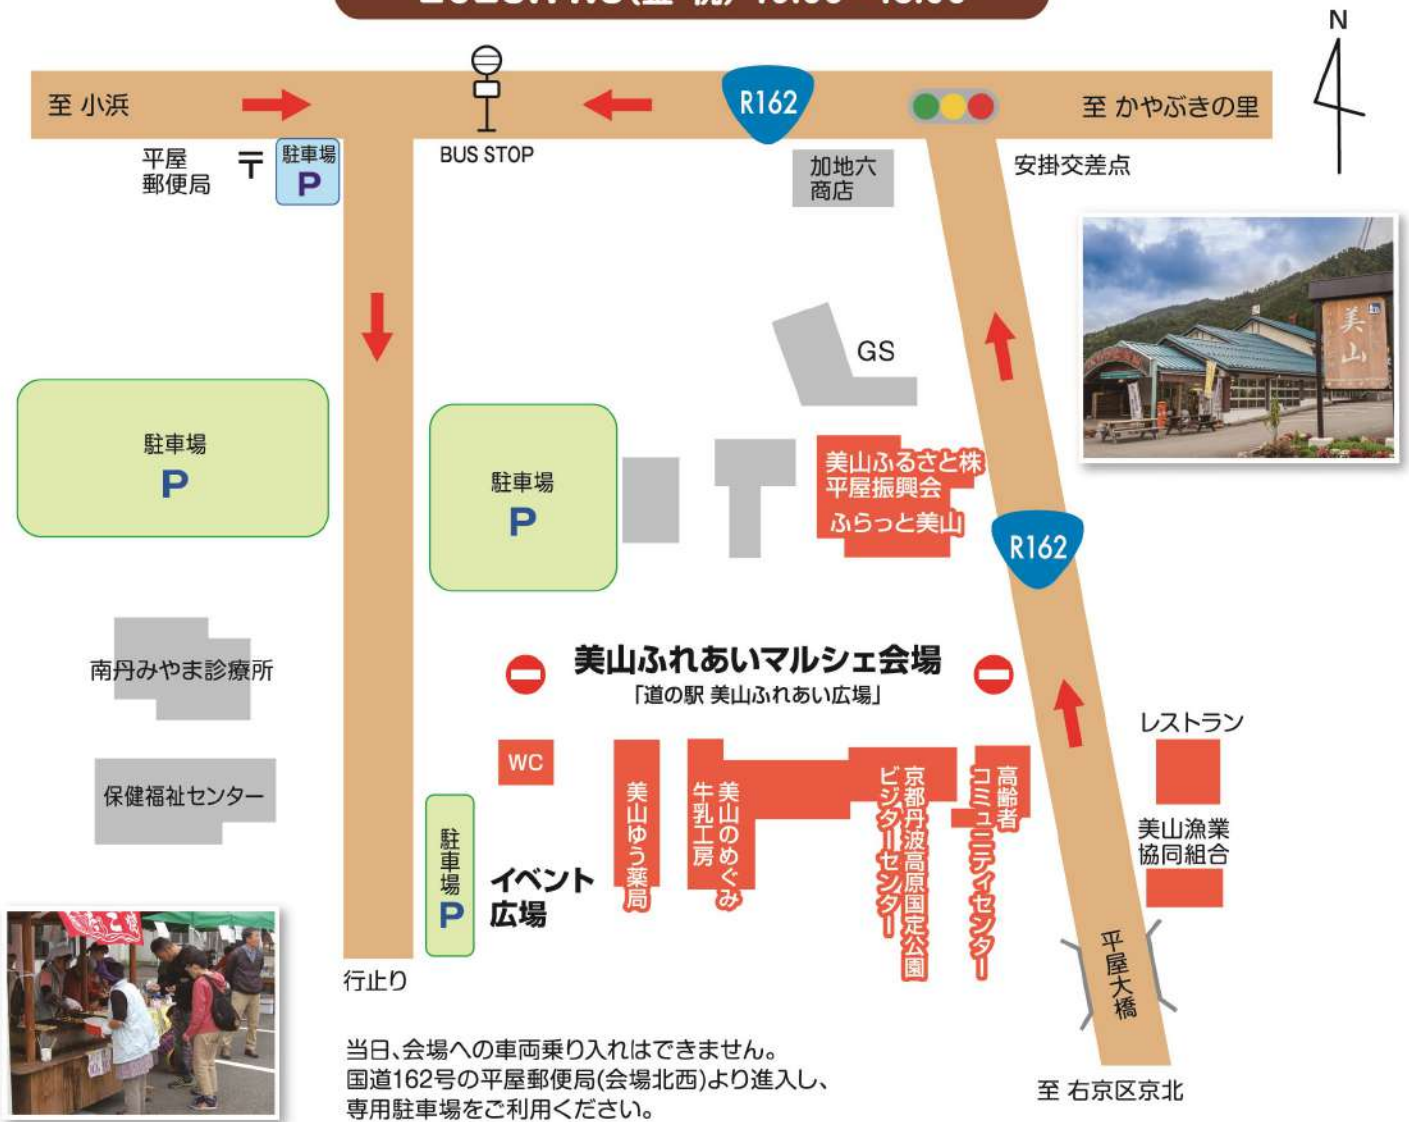 N
至 小浜
R162
至 かやぶきの里
平屋
郵便局
〒
駐車場
P
BUS STOP
加地六
商店
安掛交差点
美山
GS
駐車場
P
駐車場
P
美山ふるさと株
平屋振興会
ふらっと美山
R162
南丹みやま診療所
美山ふれあいマルシェ会場
「道の駅 美山ふれあい広場」
保健福祉センター
WC
美山ゆう薬局
美山のめぐみ
牛乳工房
京都丹波高原国定公園
ビジターセンター
高齢者
コミュニティセンター
レストラン
美山漁業
協同組合
駐車場
P
イベント
広場
平屋大橋
行止り
当日、会場への車両乗り入れはできません。
国道162号の平屋郵便局(会場北西)より進入し、
専用駐車場をご利用ください。
至 右京区京北